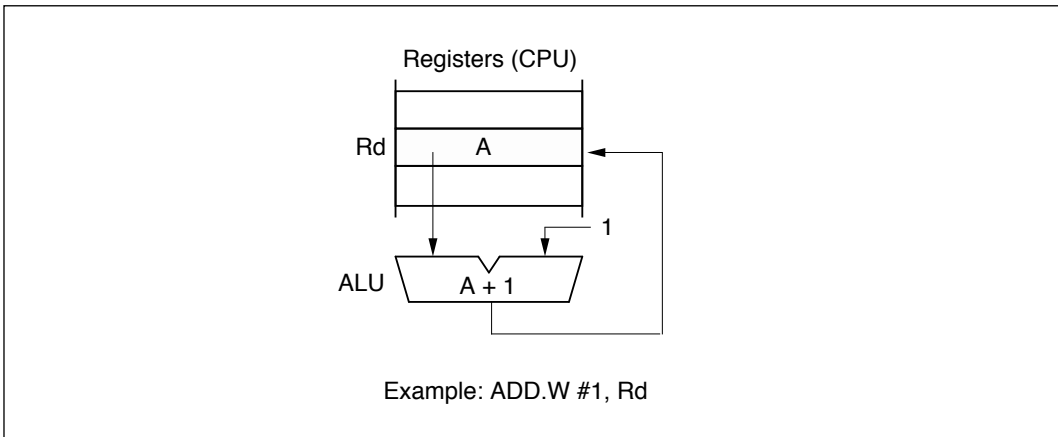 Registers (CPU)
Rd
A
1
ALU
A + 1
Example: ADD.W #1, Rd